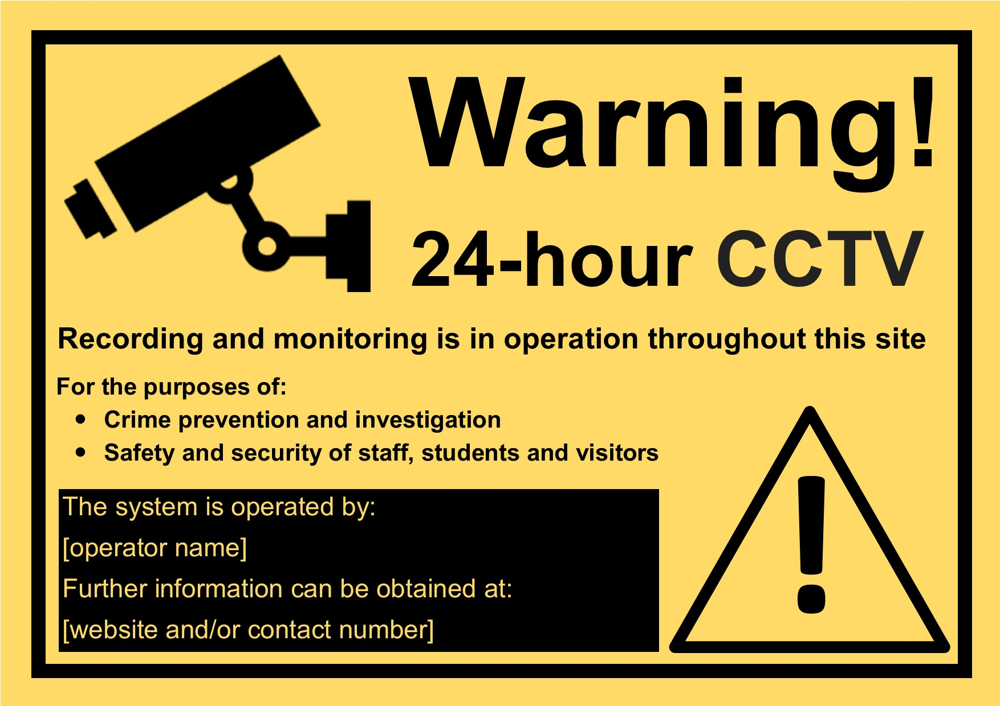 Warning!
24-hour CCTV
Recording and monitoring is in operation throughout this site
For the purposes of:
• Crime prevention and investigation
• Safety and security of staff, students and visitors
The system is operated by:
[operator name]
Further information can be obtained at:
[website and/or contact number]
!